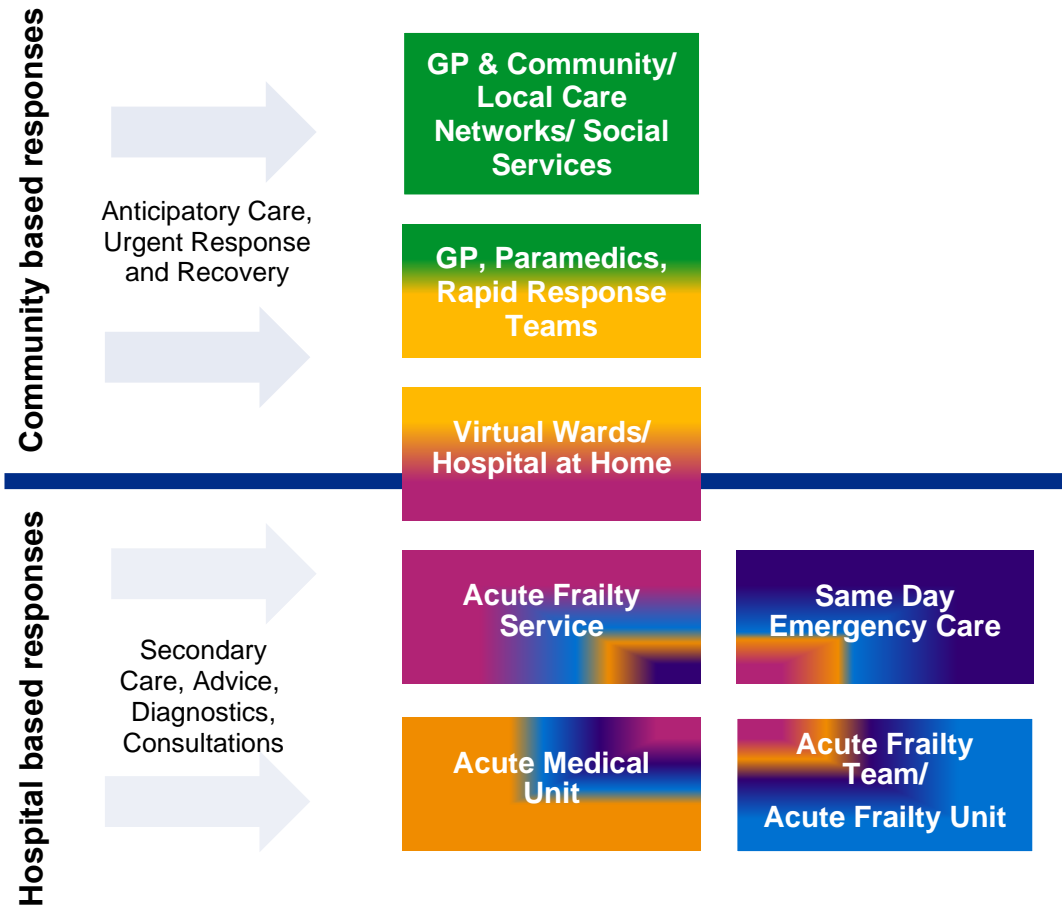 Community based responses
Anticipatory Care,
Urgent Response
and Recovery
GP & Community/
Local Care
Networks/ Social
Services
GP, Paramedics,
Rapid Response
Teams
Virtual Wards/
Hospital at Home
Hospital based responses
Secondary
Care, Advice,
Diagnostics,
Consultations
Acute Frailty
Service
Same Day
Emergency Care
Acute Medical
Unit
Acute Frailty
Team/
Acute Frailty Unit